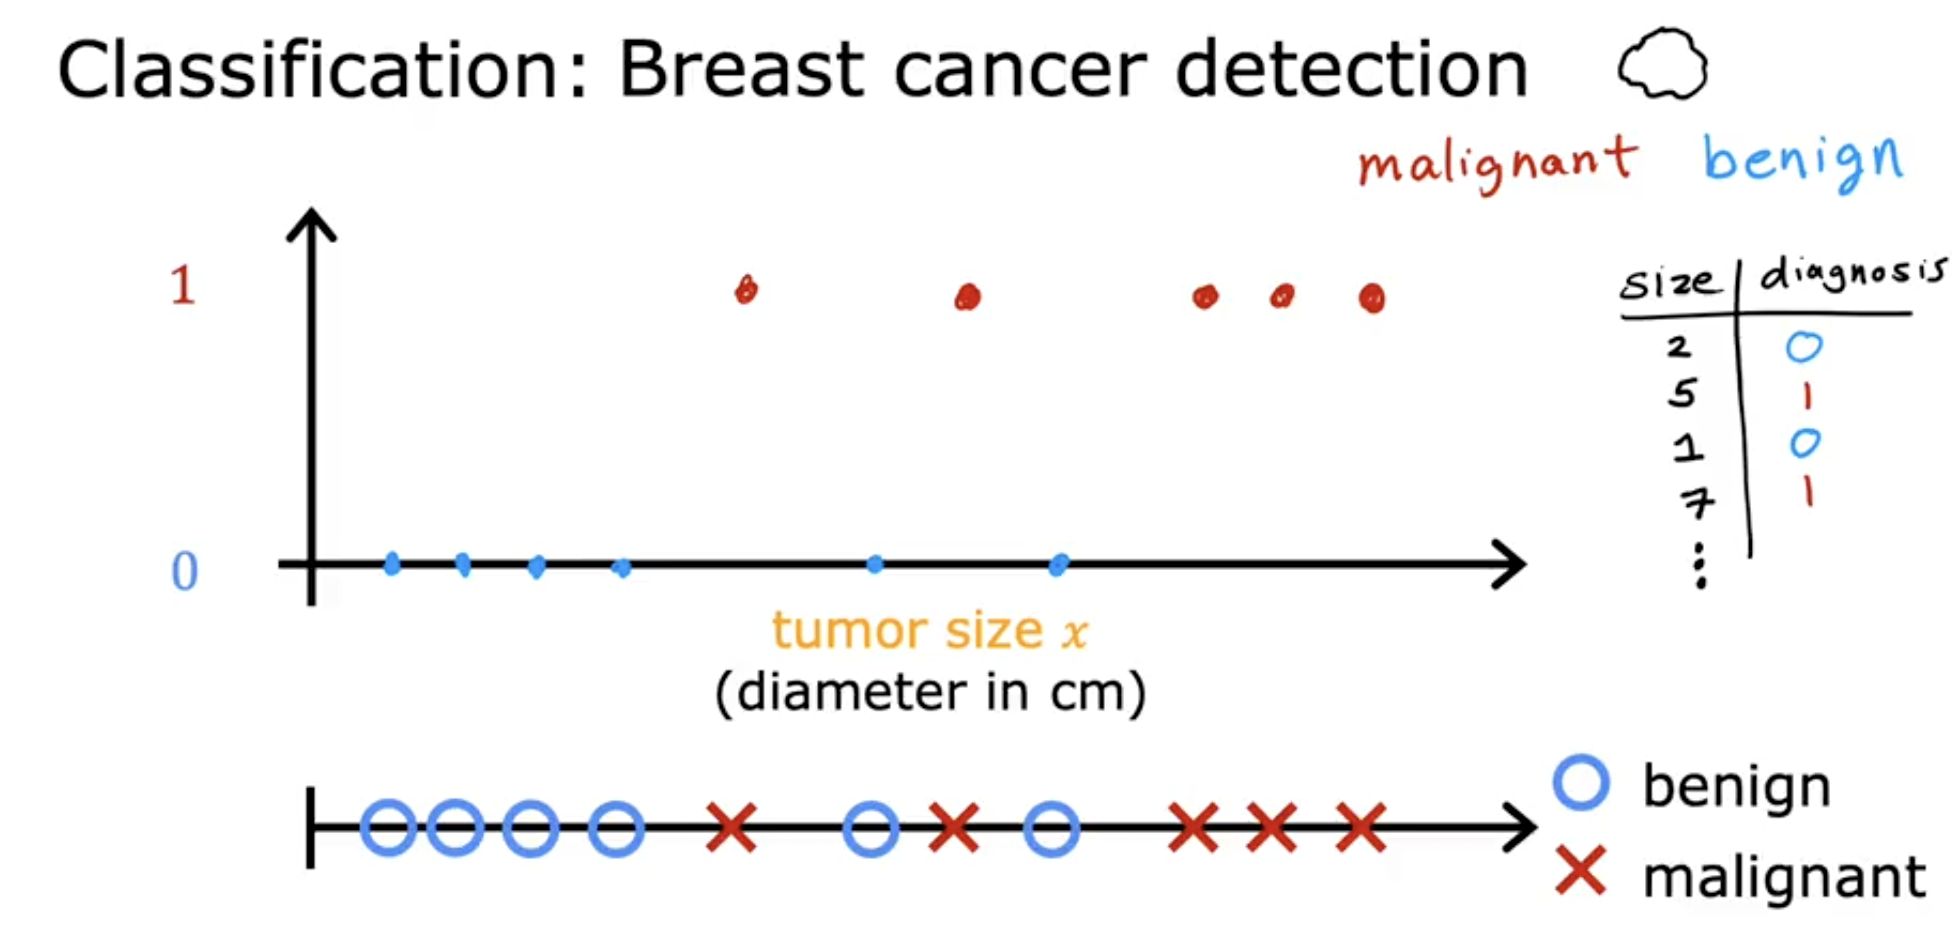 Classification: Breast cancer detection
malignant benign
1
0
tumor size x
(diameter in cm)
size diagnosis
2 0
5 1
1 0
7 1
⋮
benign
malignant